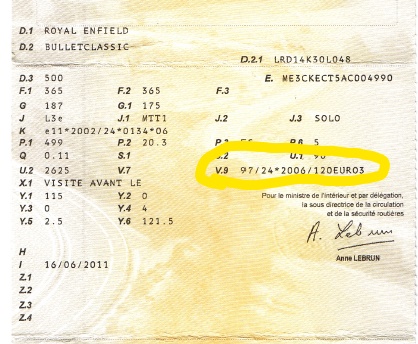 D.1 ROYAL ENFIELD
D.2 BULLETCLASSIC
D.2.1 LRD14K30L048
D.3 500 E. ME3CKECT5AC004990
F.1 365 F.2 365 F.3
G 187 G.1 175
J L3e J.1 MTT1 J.2 J.3 SOLO
K e11*2002/24*0134*06
P.1 499 P.2 20.3 P.3 P.6 5
Q 0.11 S.1 U.1 90
U.2 2625 V.7 V.9 97/24*2006/120EURO3
X.1 VISITE AVANT LE
Y.1 115 Y.2 0
Y.3 0 Y.4 4
Y.5 2.5 Y.6 121.5
Pour le ministre de l'intérieur et par délégation,
la sous directrice de la circulation
et de la sécurité routières
A. Lebrun
Anne LEBRUN
H
I 16/06/2011
Z.1
Z.2
Z.3
Z.4